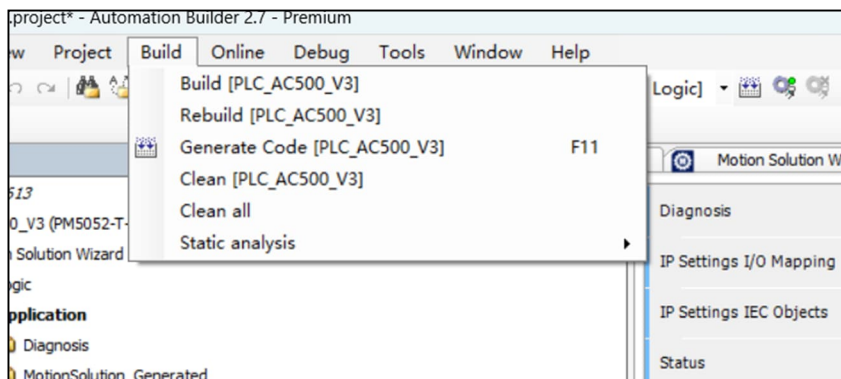 .project* - Automation Builder 2.7 - Premium
Project Build Online Debug Tools Window Help
Build [PLC_AC500_V3]
Logic]
Rebuild [PLC_AC500_V3]
Generate Code [PLC_AC500_V3] F11
Motion Solution W
Clean [PLC_AC500_V3]
513
Clean all
Diagnosis
0_V3 (PM5052-T-
Static analysis
Solution Wizard
IP Settings I/O Mapping
ogic
pplication
IP Settings IEC Objects
Diagnosis
Status
MotionSolution_Generated